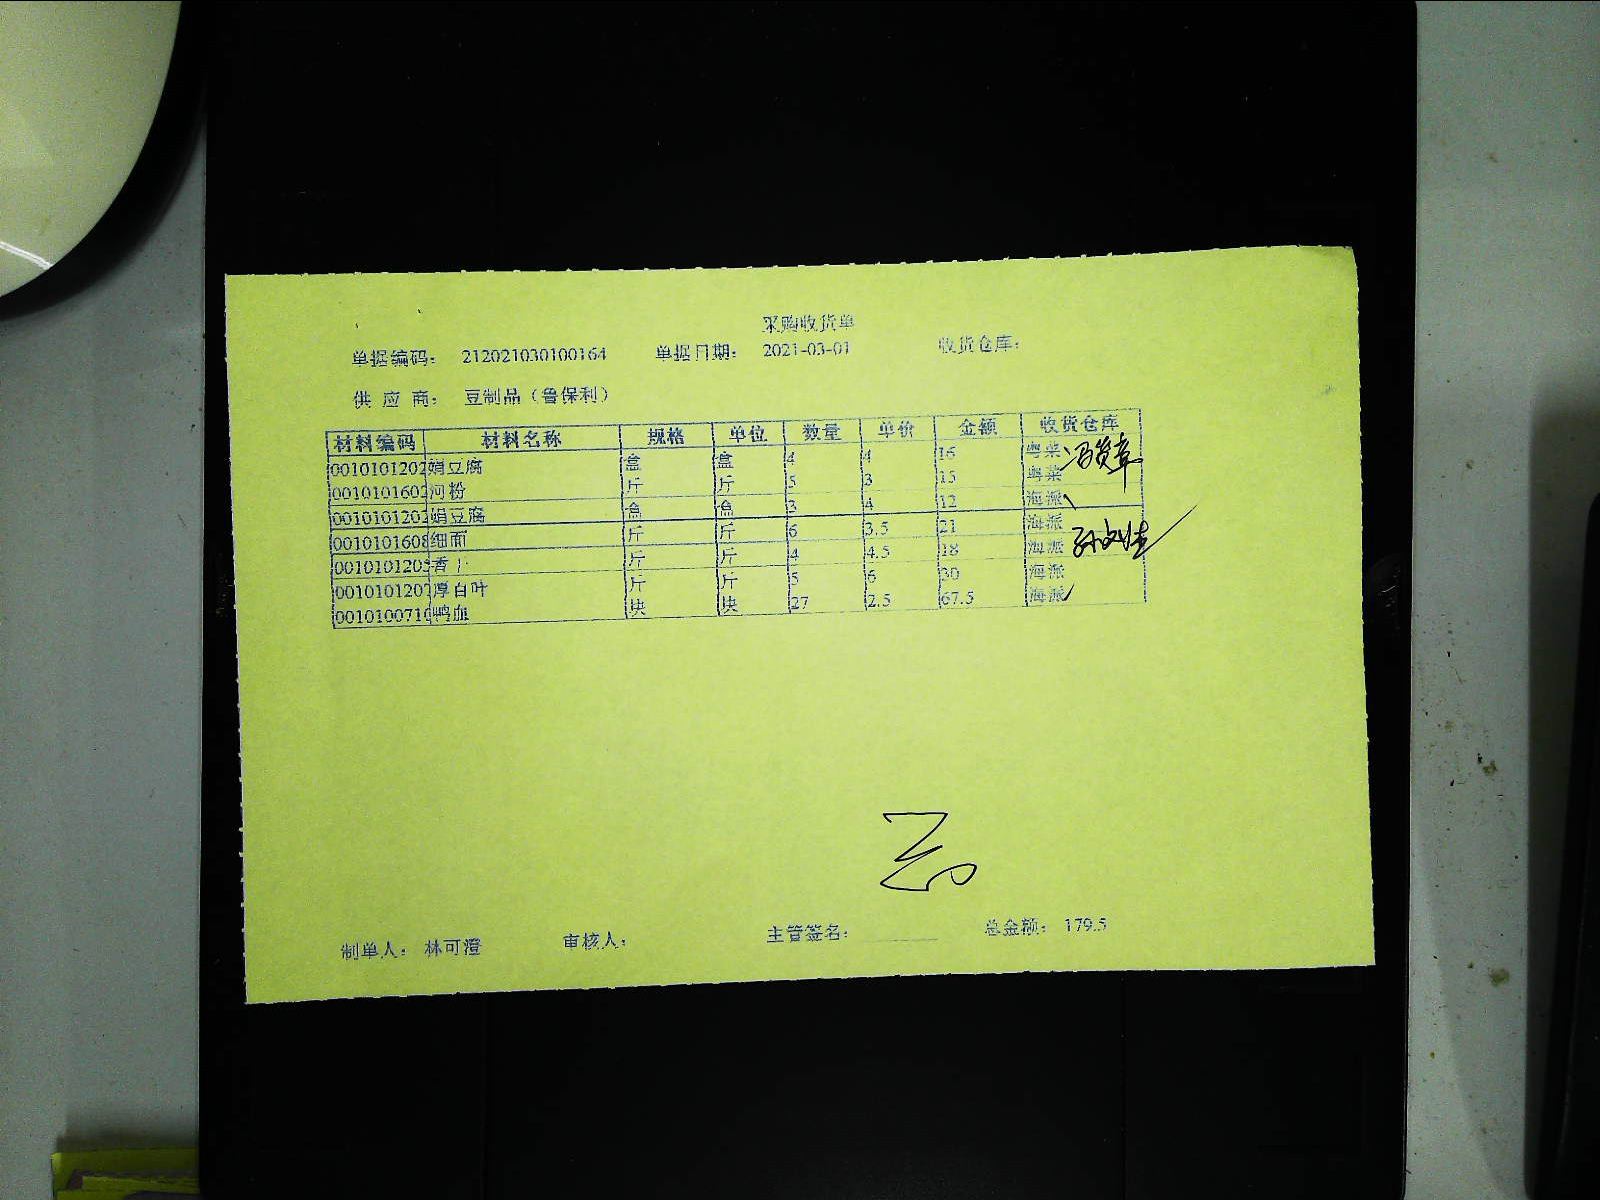 采购收货单
单据编码: 212021030100164 单据日期: 2021-03-01 收货仓库:
供 应 商: 豆制品(鲁保利)
材料编码 材料名称 规格 单位 数量 单价 金额 收货仓库
0010101202 娟豆腐 盒 盒 4 4 16 粤菜
0010101602 河粉 斤 斤 5 3 15 粤菜
0010101202 娟豆腐 盒 盒 3 4 12 海派
0010101608 细面 斤 斤 6 3.5 21 海派
0010101205 香干 斤 斤 4 4.5 18 海派
0010101207 厚白叶 斤 斤 5 6 30 海派
0010100710 鸭血 块 块 27 2.5 67.5 海派
制单人: 林可澄 审核人: 主管签名: 总金额: 179.5